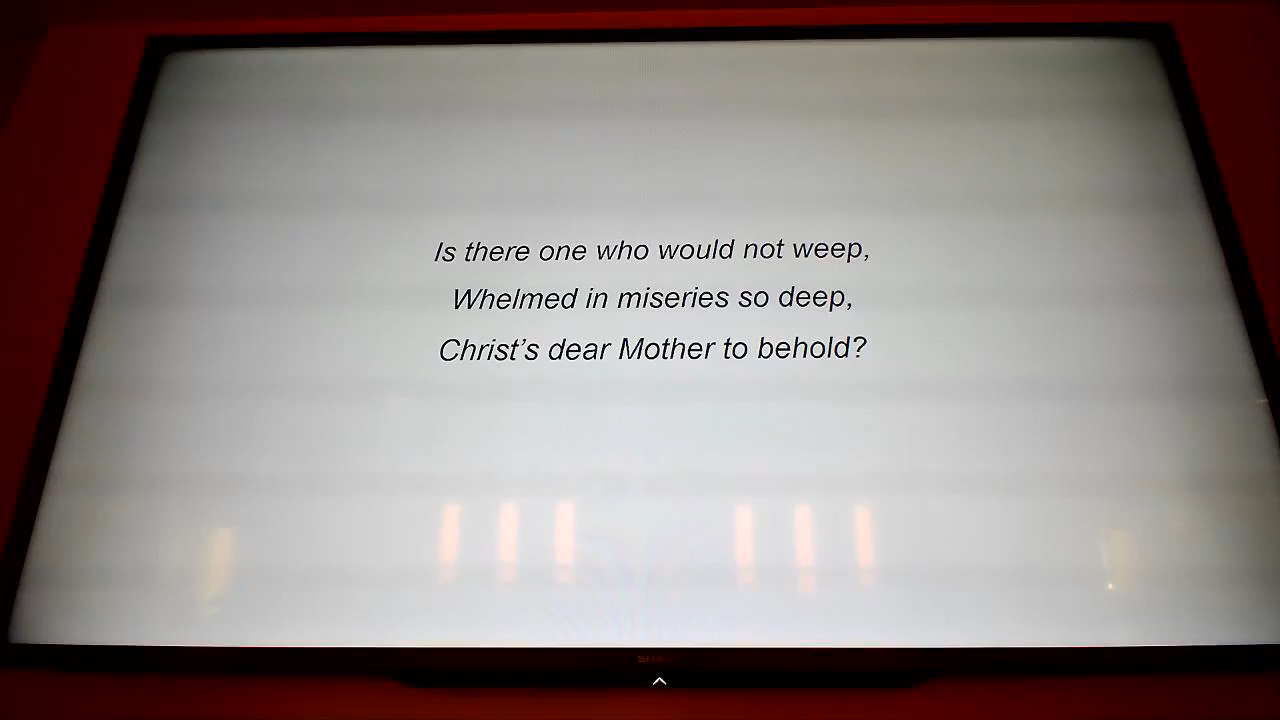 Is there one who would not weep,
Whelmed in miseries so deep,
Christ’s dear Mother to behold?